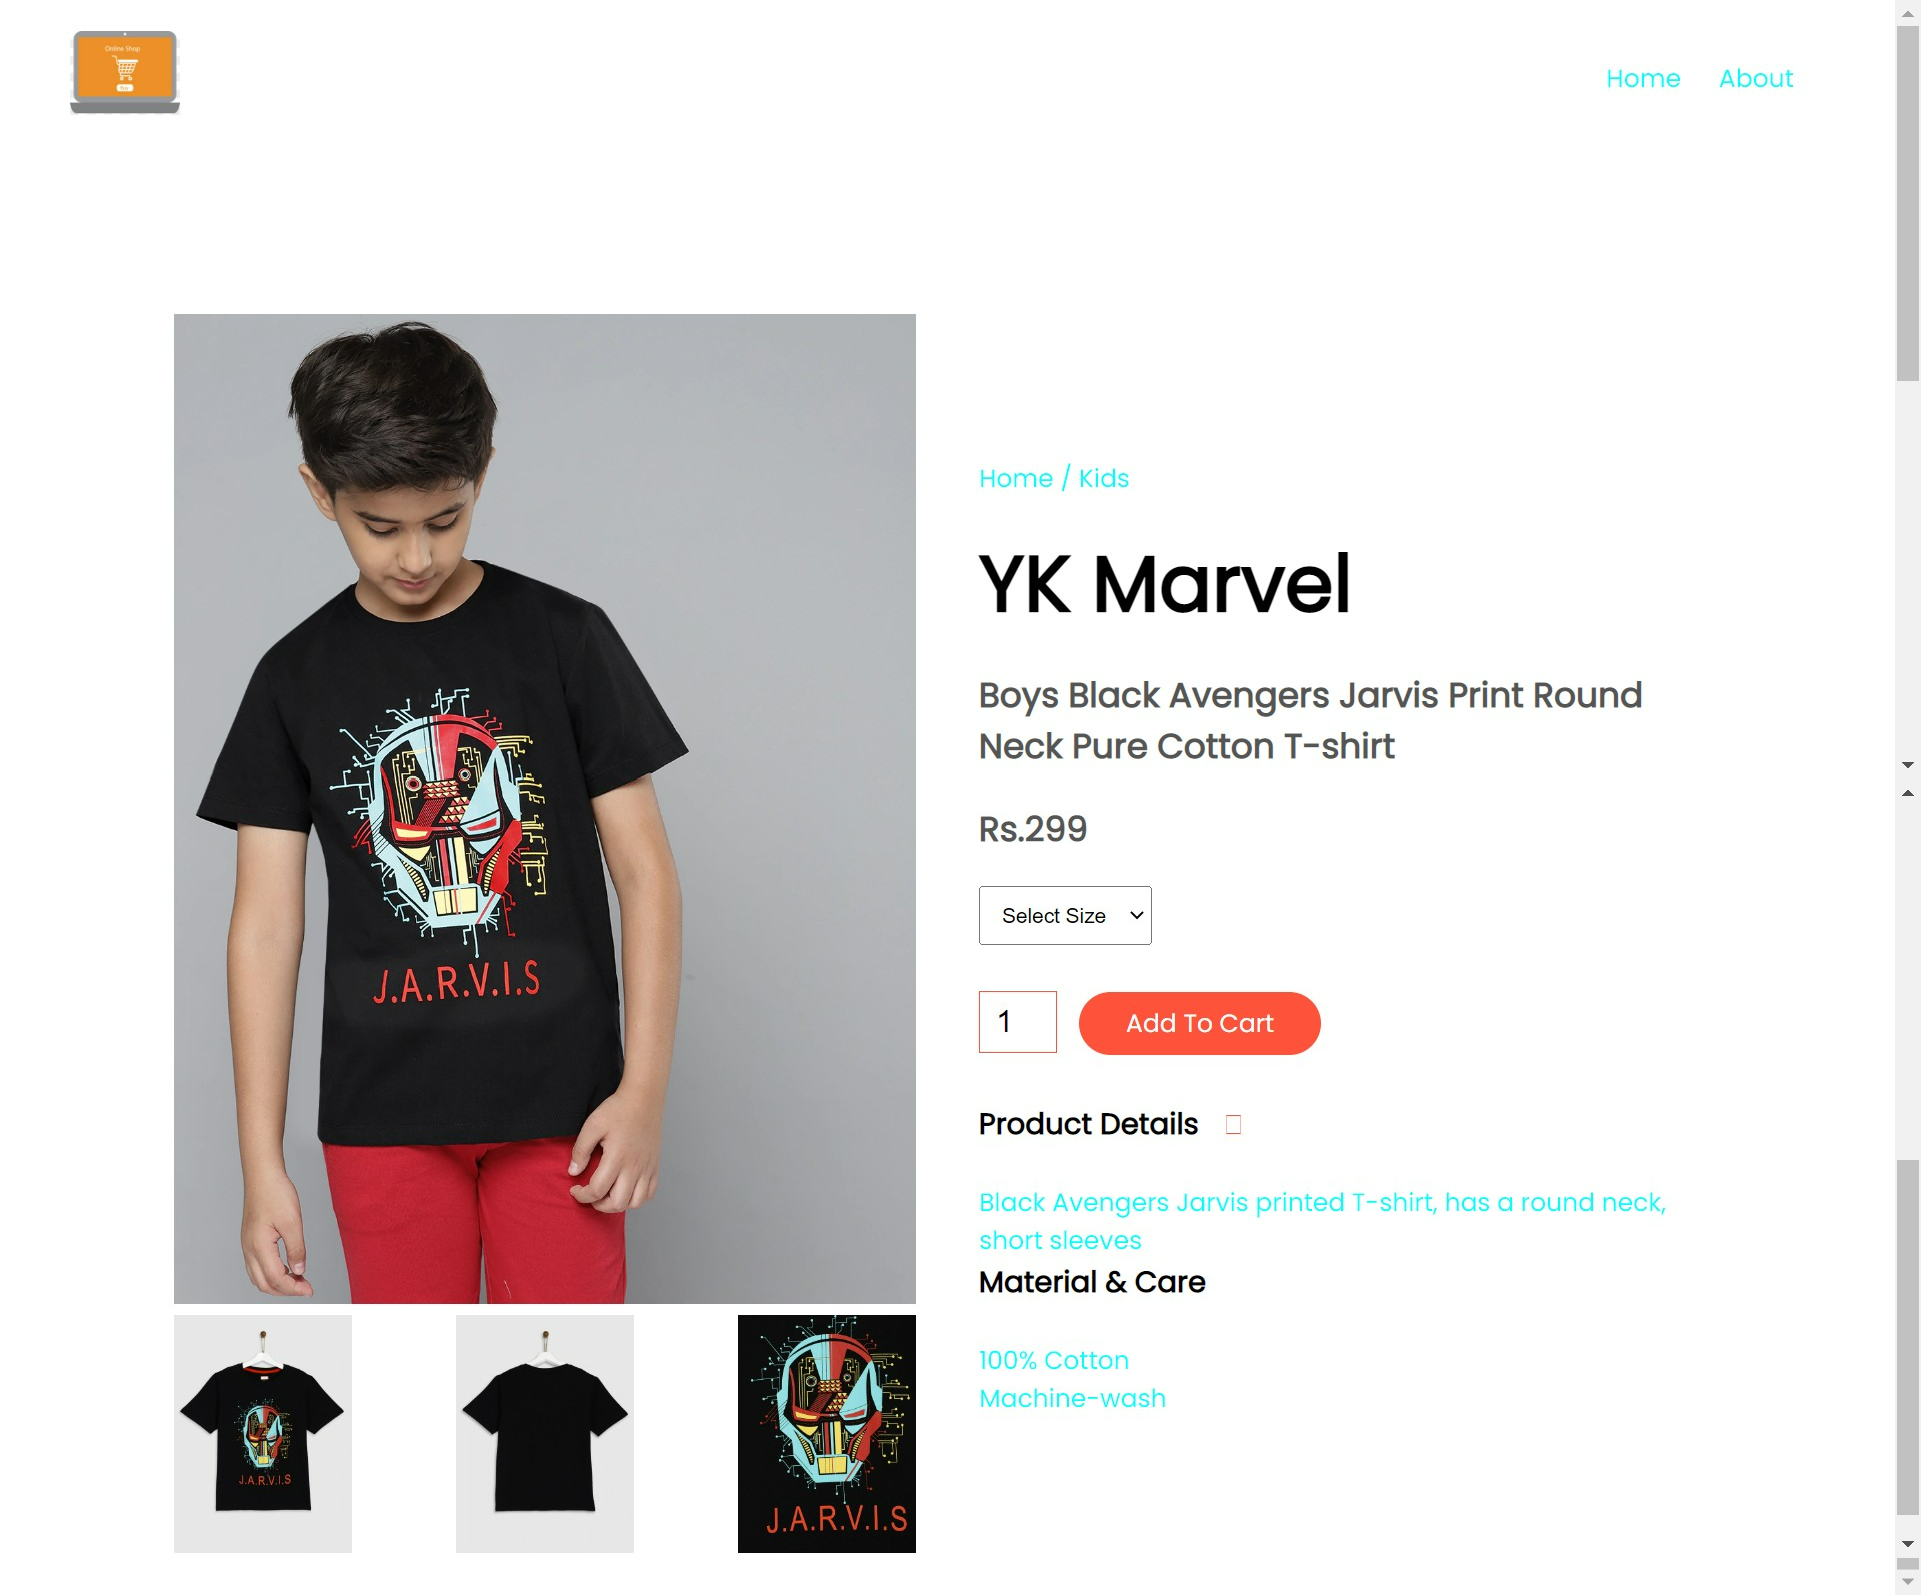 Online Shop
Home
About
Home / Kids
YK Marvel
Boys Black Avengers Jarvis Print Round
Neck Pure Cotton T-shirt
Rs.299
Select Size
1
Add To Cart
Product Details
Black Avengers Jarvis printed T-shirt, has a round neck,
short sleeves
Material & Care
100% Cotton
Machine-wash
J.A.R.V.I.S
J.A.R.V.I.S
J.A.R.V.I.S